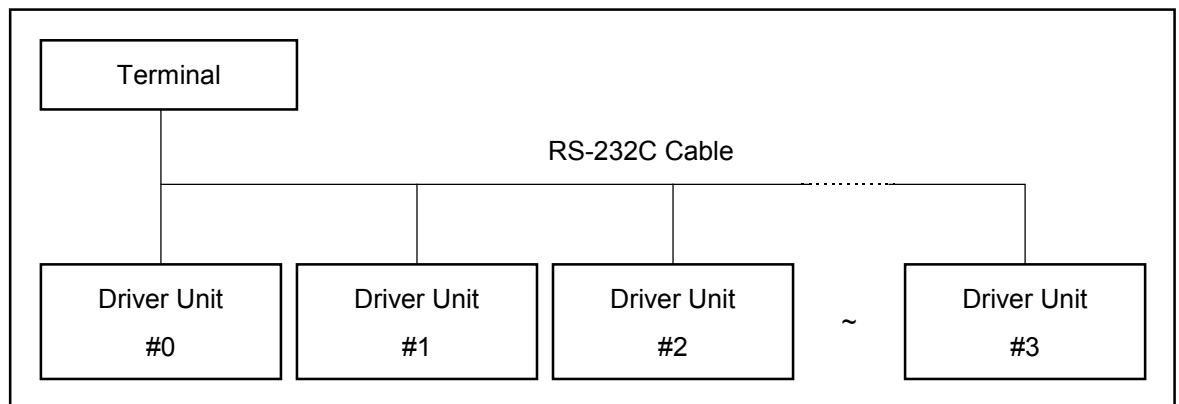 Terminal
RS-232C Cable
Driver Unit
#0
Driver Unit
#1
Driver Unit
#2
~
Driver Unit
#3